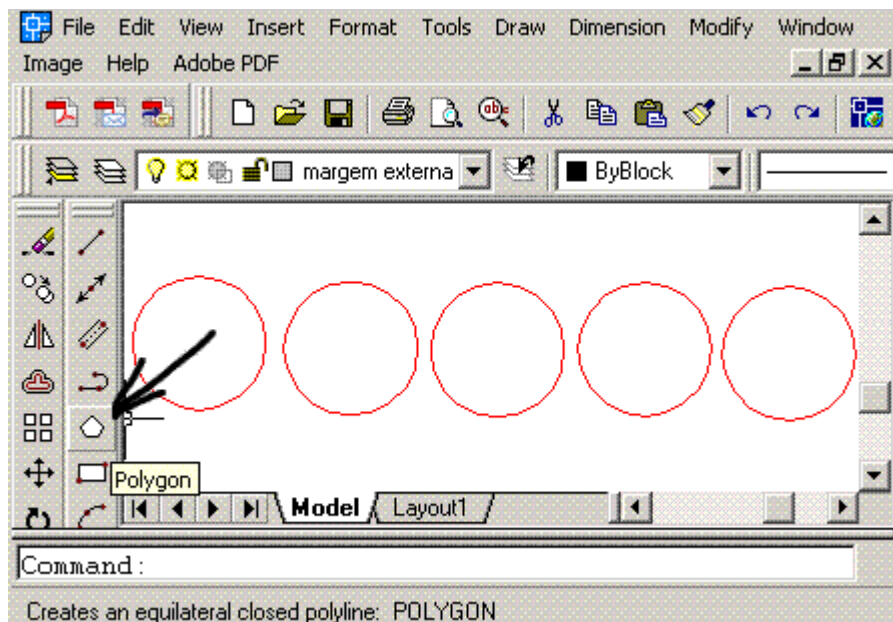 File Edit View Insert Format Tools Draw Dimension Modify Window
Image Help Adobe PDF
margem externa ByBlock
Polygon
Model Layout1
Command:
Creates an equilateral closed polyline: POLYGON